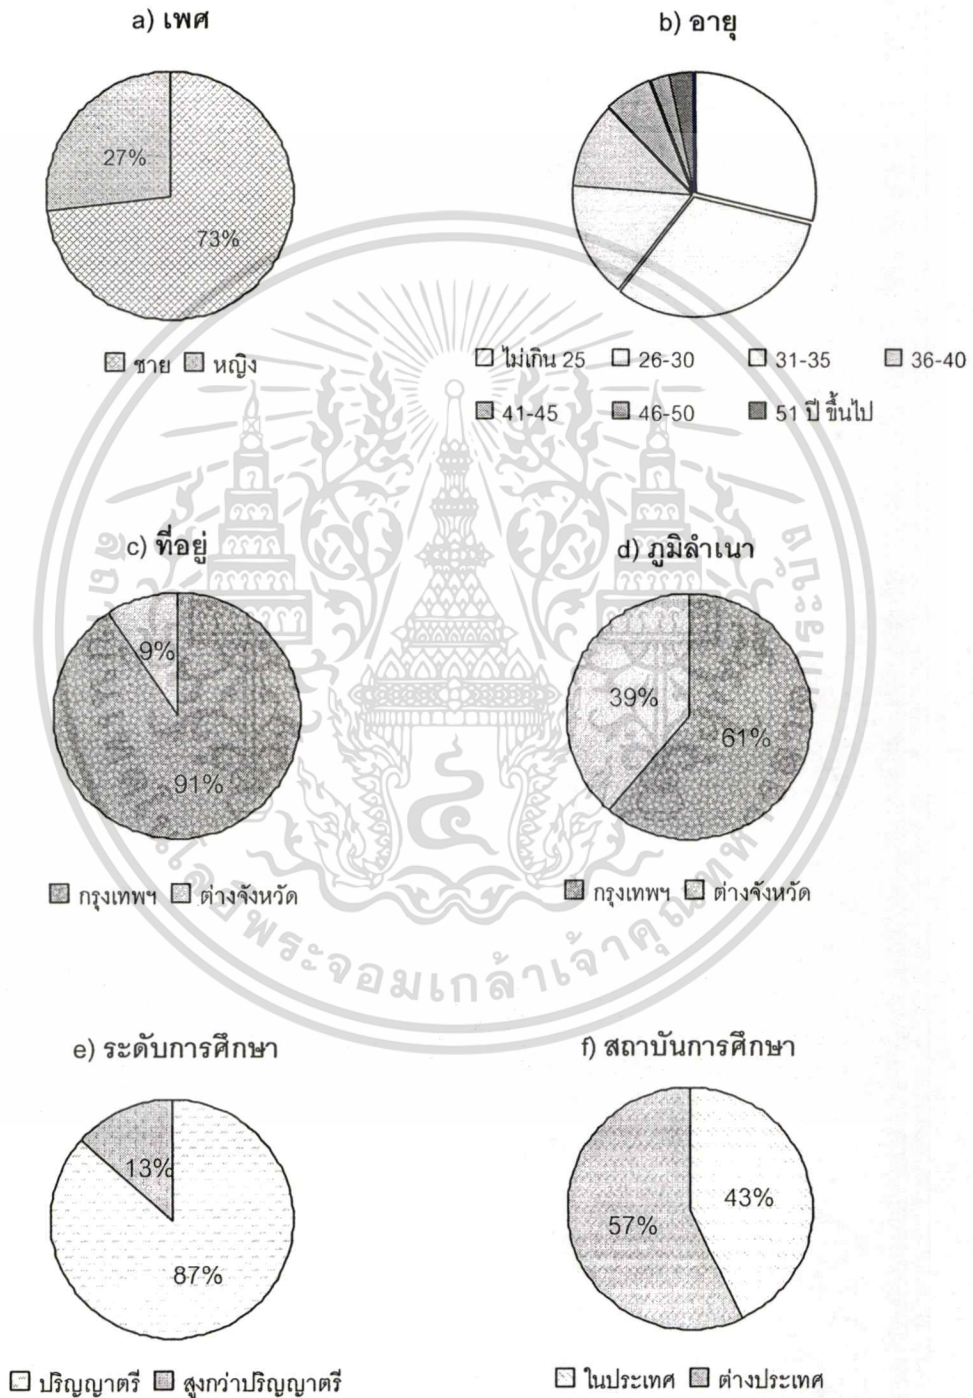 a) เพศ
b) อายุ
27%
73%
ชาย หญิง
ไม่เกิน 25 26-30 31-35 36-40
41-45 46-50 51 ปี ขึ้นไป
c) ที่อยู่
d) ภูมิลำเนา
9%
91%
39%
61%
กรุงเทพฯ ต่างจังหวัด
กรุงเทพฯ ต่างจังหวัด
พระจอมเกล้าเจ้าคุณทหาร
e) ระดับการศึกษา
f) สถาบันการศึกษา
13%
87%
57%
43%
ปริญญาตรี สูงกว่าปริญญาตรี
ในประเทศ ต่างประเทศ